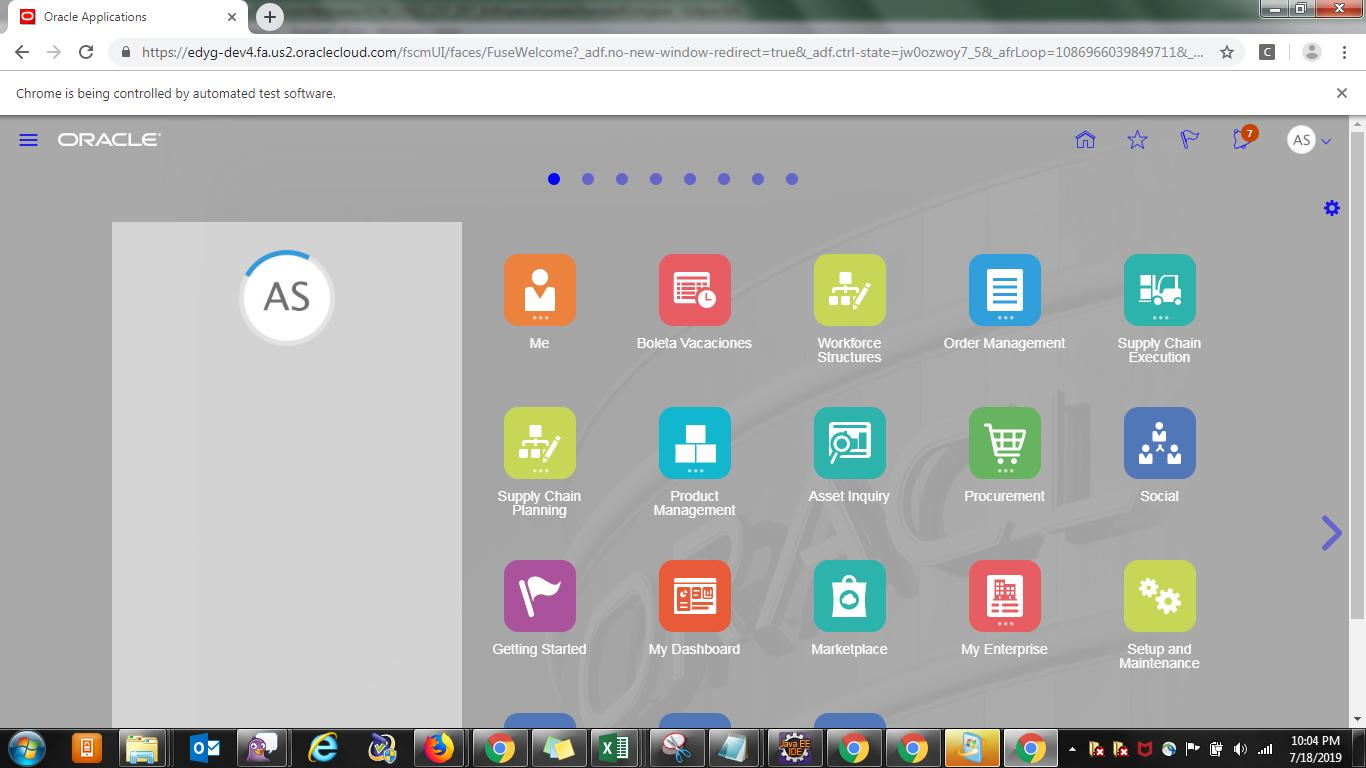 Oracle Applications
https://edyg-dev4.fa.us2.oraclecloud.com/fscmUI/faces/FuseWelcome?_adf.no-new-window-redirect=true&_adf.ctrl-state=jw0ozwoy7_5&_afrLoop=1086966039849711&_...
C
Chrome is being controlled by automated test software.
ORACLE
7
AS
AS
Me
Boleta Vacaciones
Workforce
Structures
Order Management
Supply Chain
Execution
Supply Chain
Planning
Product
Management
Asset Inquiry
Procurement
Social
Getting Started
My Dashboard
Marketplace
My Enterprise
Setup and
Maintenance
Java EE
IDE
10:04 PM
7/18/2019